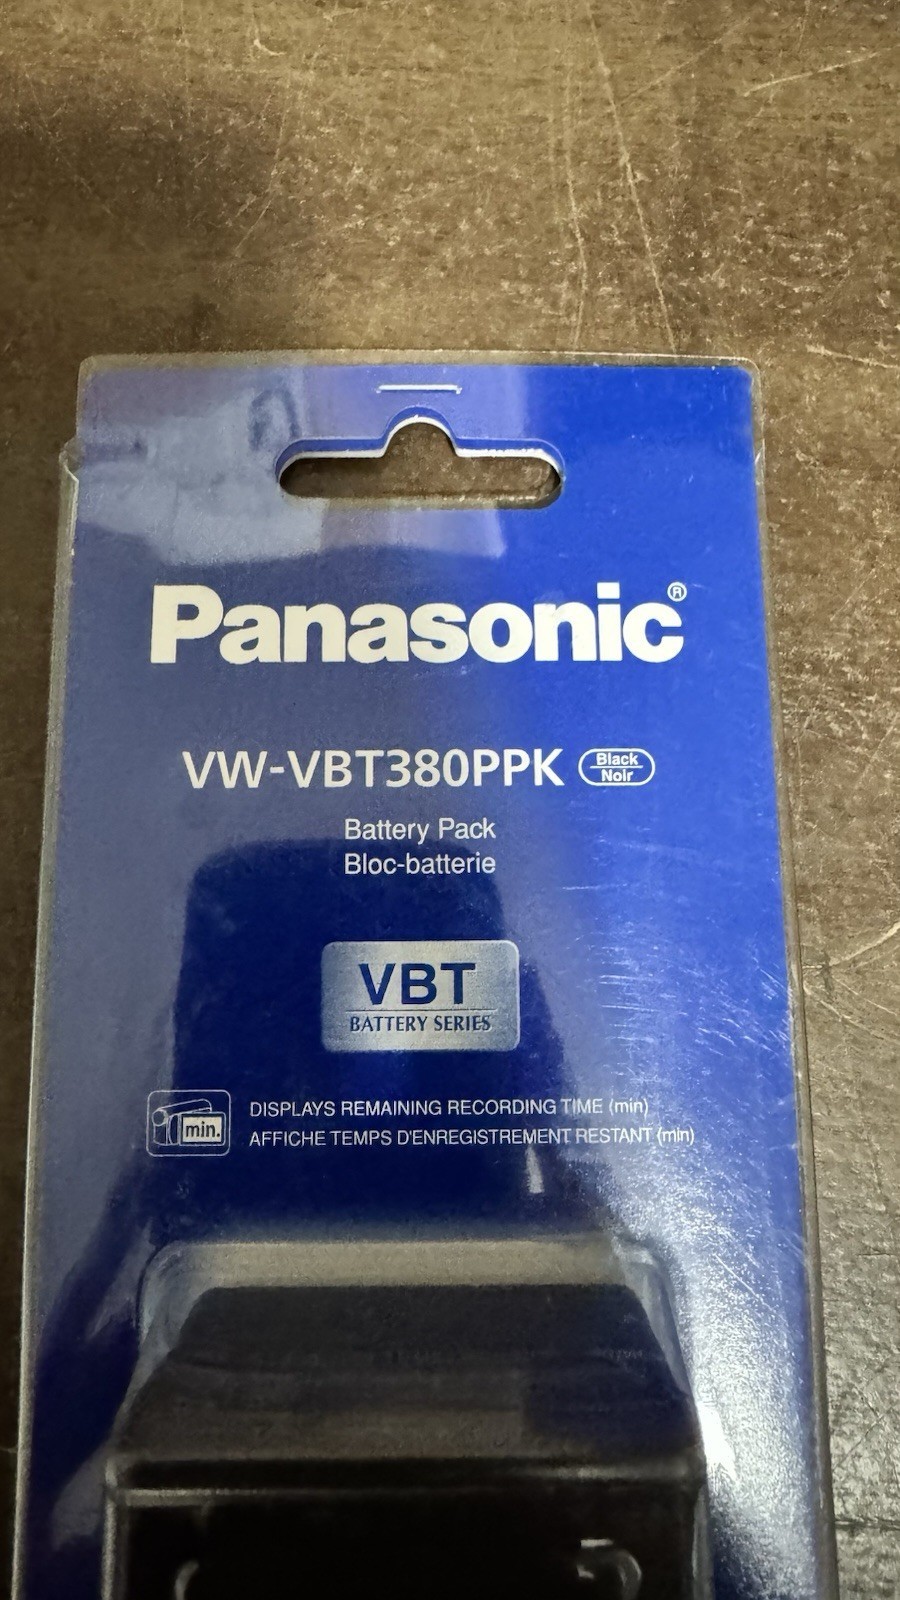 Panasonic®
VW-VBT380PPK
Black
Noir
Battery Pack
Bloc-batterie
VBT
BATTERY SERIES
min.
DISPLAYS REMAINING RECORDING TIME (min)
AFFICHE TEMPS D'ENREGISTREMENT RESTANT (min)